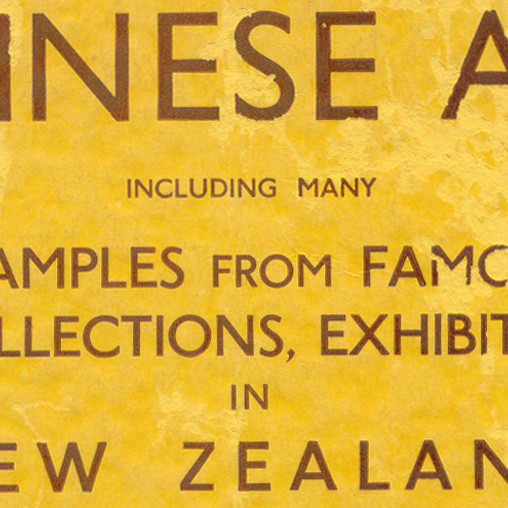 INESE A
INCLUDING MANY
AMPLES FROM FAMO
LLECTIONS, EXHIBIT
IN
EW ZEALAN